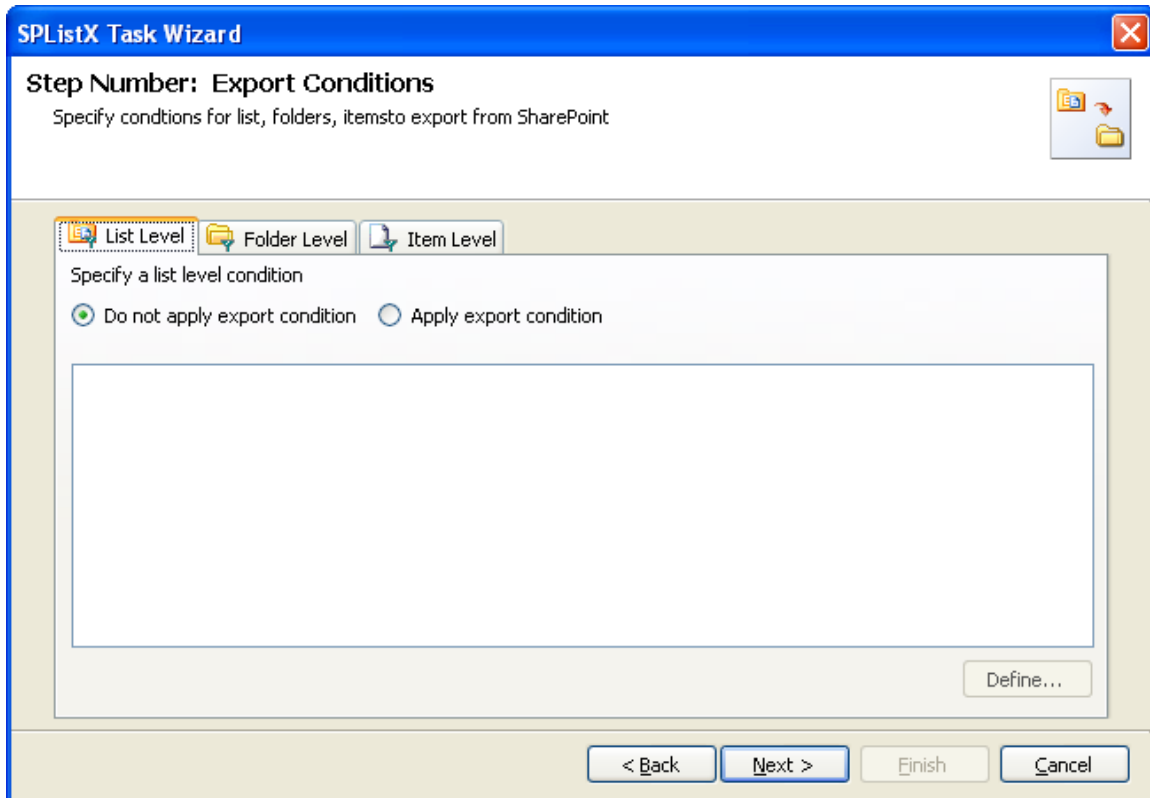 SPListX Task Wizard
Step Number: Export Conditions
Specify condtions for list, folders, itemsto export from SharePoint
List Level Folder Level Item Level
Specify a list level condition
Do not apply export condition Apply export condition
Define...
< Back Next > Finish Cancel